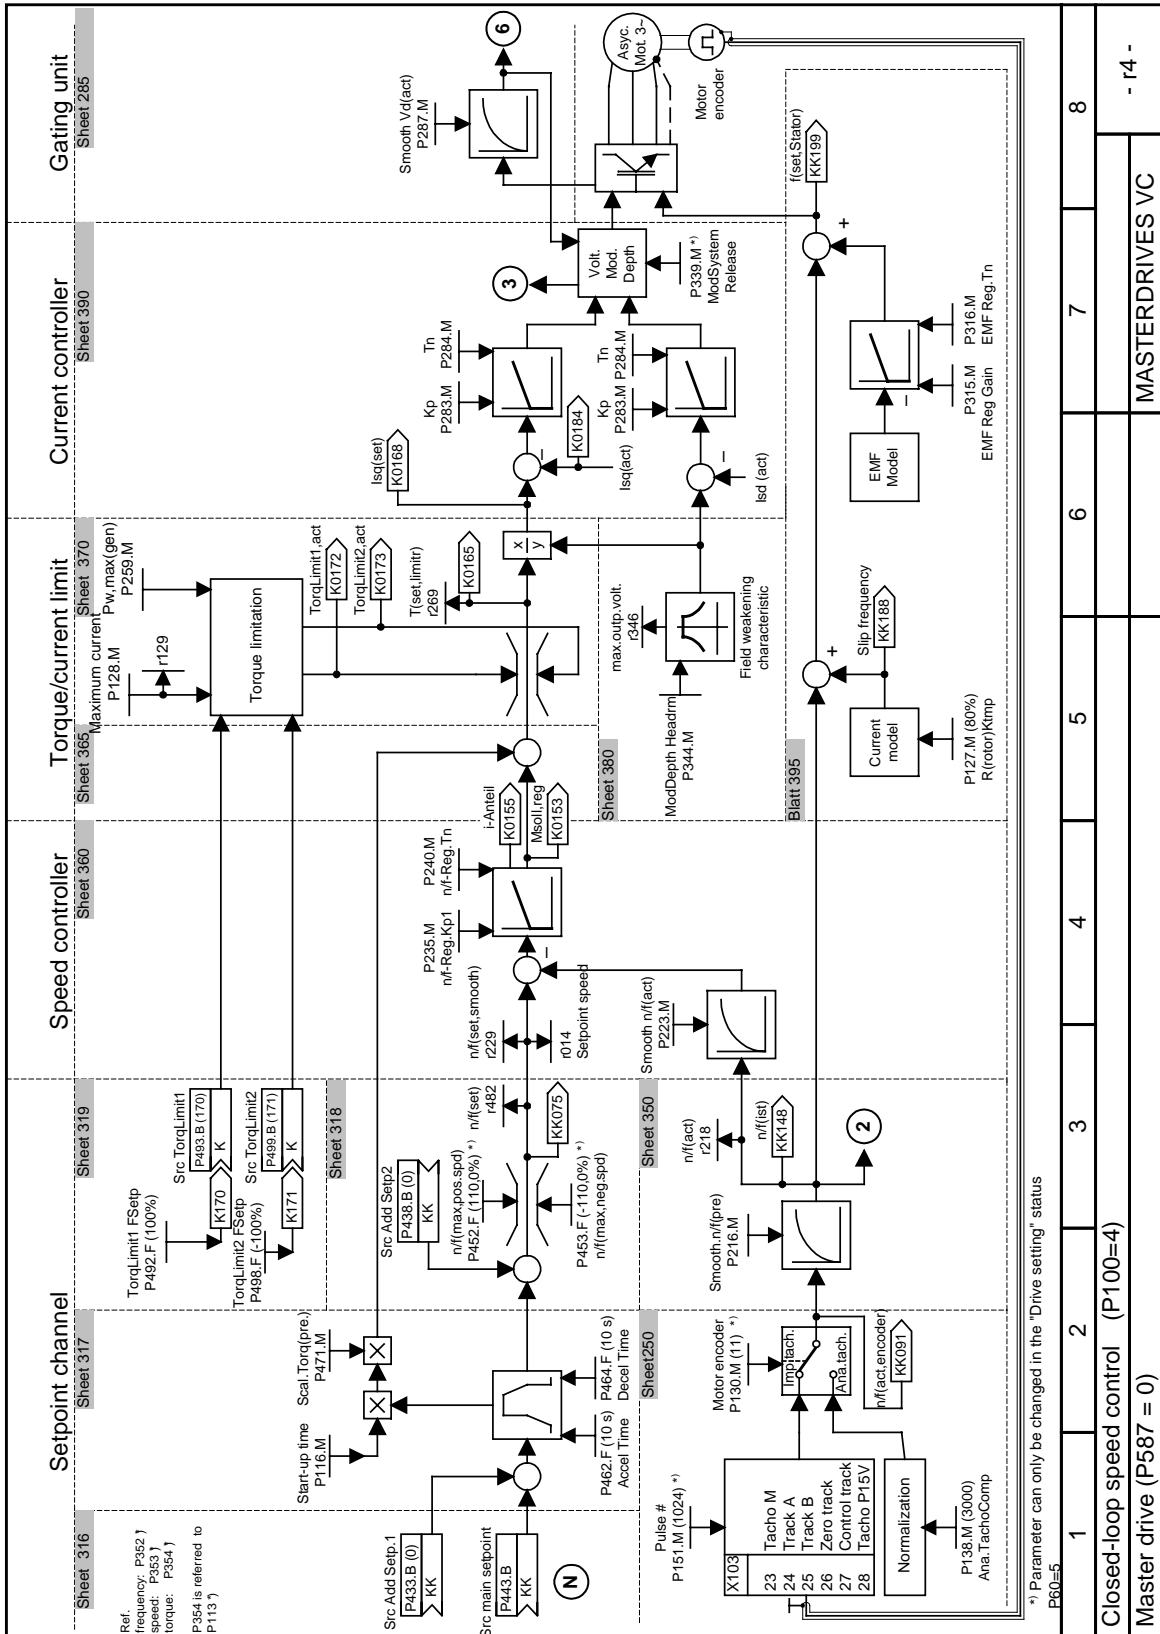 Setpoint channel
Speed controller
Torque/current limit
Current controller
Gating unit
Sheet 316
Sheet 317
Sheet 319
Sheet 360
Sheet 365
Sheet 370
Sheet 390
Sheet 285
Ref.
frequency: P352 *)
speed: P353 *)
torque: P354 *)
P354 is referred to
P113 *)
TorqLimit1 FSetp
P492.F (100%)
K170
Src TorqLimit1
P493.B (170)
K
TorqLimit2 FSetp
P498.F (-100%)
K171
Src TorqLimit2
P499.B (171)
K
Sheet 318
Maximum current
P128.M
r129
Pw,max(gen)
P259.M
Torque limitation
TorqLimit1,act
K0172
TorqLimit2,act
K0173
Start-up time
P116.M
Scal.Torq(pre.)
P471.M
Src Add Setp.1
P433.B (0)
KK
Src main setpoint
P443.B
KK
N
P462.F (10 s)
Accel Time
P464.F (10 s)
Decel Time
Src Add Setp2
P438.B (0)
KK
n/f(max,pos.spd)
P452.F (110,0%) *)
P453.F (-110,0%) *)
n/f(max,neg.spd)
n/f(set)
r482
KK075
n/f(set,smooth)
r229
r014
Setpoint speed
P235.M
n/f-Reg.Kp1
P240.M
n/f-Reg.Tn
i-Anteil
K0155
Msoll,reg
K0153
T(set,limitr)
r269
K0165
x
y
Isq(set)
K0168
K0184
Isq(act)
Kp
P283.M
Tn
P284.M
3
Volt.
Mod.
Depth
P339.M *)
ModSystem
Release
Smooth Vd(act)
P287.M
6
Asyc.
Mot. 3~
Motor
encoder
Sheet 380
ModDepth Headrm
P344.M
max.outp.volt.
r346
Field weakening
characteristic
Isd (act)
Kp
P283.M
Tn
P284.M
Sheet250
Sheet 350
Blatt 395
Pulse #
P151.M (1024) *)
X103
23 Tacho M
24 Track A
25 Track B
26 Zero track
27 Control track
28 Tacho P15V
Normalization
P138.M (3000)
Ana.TachoComp
Motor encoder
P130.M (11) *)
Imp.tach.
Ana.tach.
n/f(act,encoder)
KK091
Smooth.n/f(pre)
P216.M
n/f(act)
r218
n/f(ist)
KK148
2
Smooth n/f(act)
P223.M
Current
model
P127.M (80%)
R(rotor)Ktmp
Slip frequency
KK188
+
EMF
Model
P315.M
EMF Reg Gain
P316.M
EMF Reg.Tn
+
f(set,Stator)
KK199
*) Parameter can only be changed in the "Drive setting" status
P60=5
1 2 3 4 5 6 7 8
Closed-loop speed control (P100=4)
Master drive (P587 = 0)
MASTERDRIVES VC
- r4 -